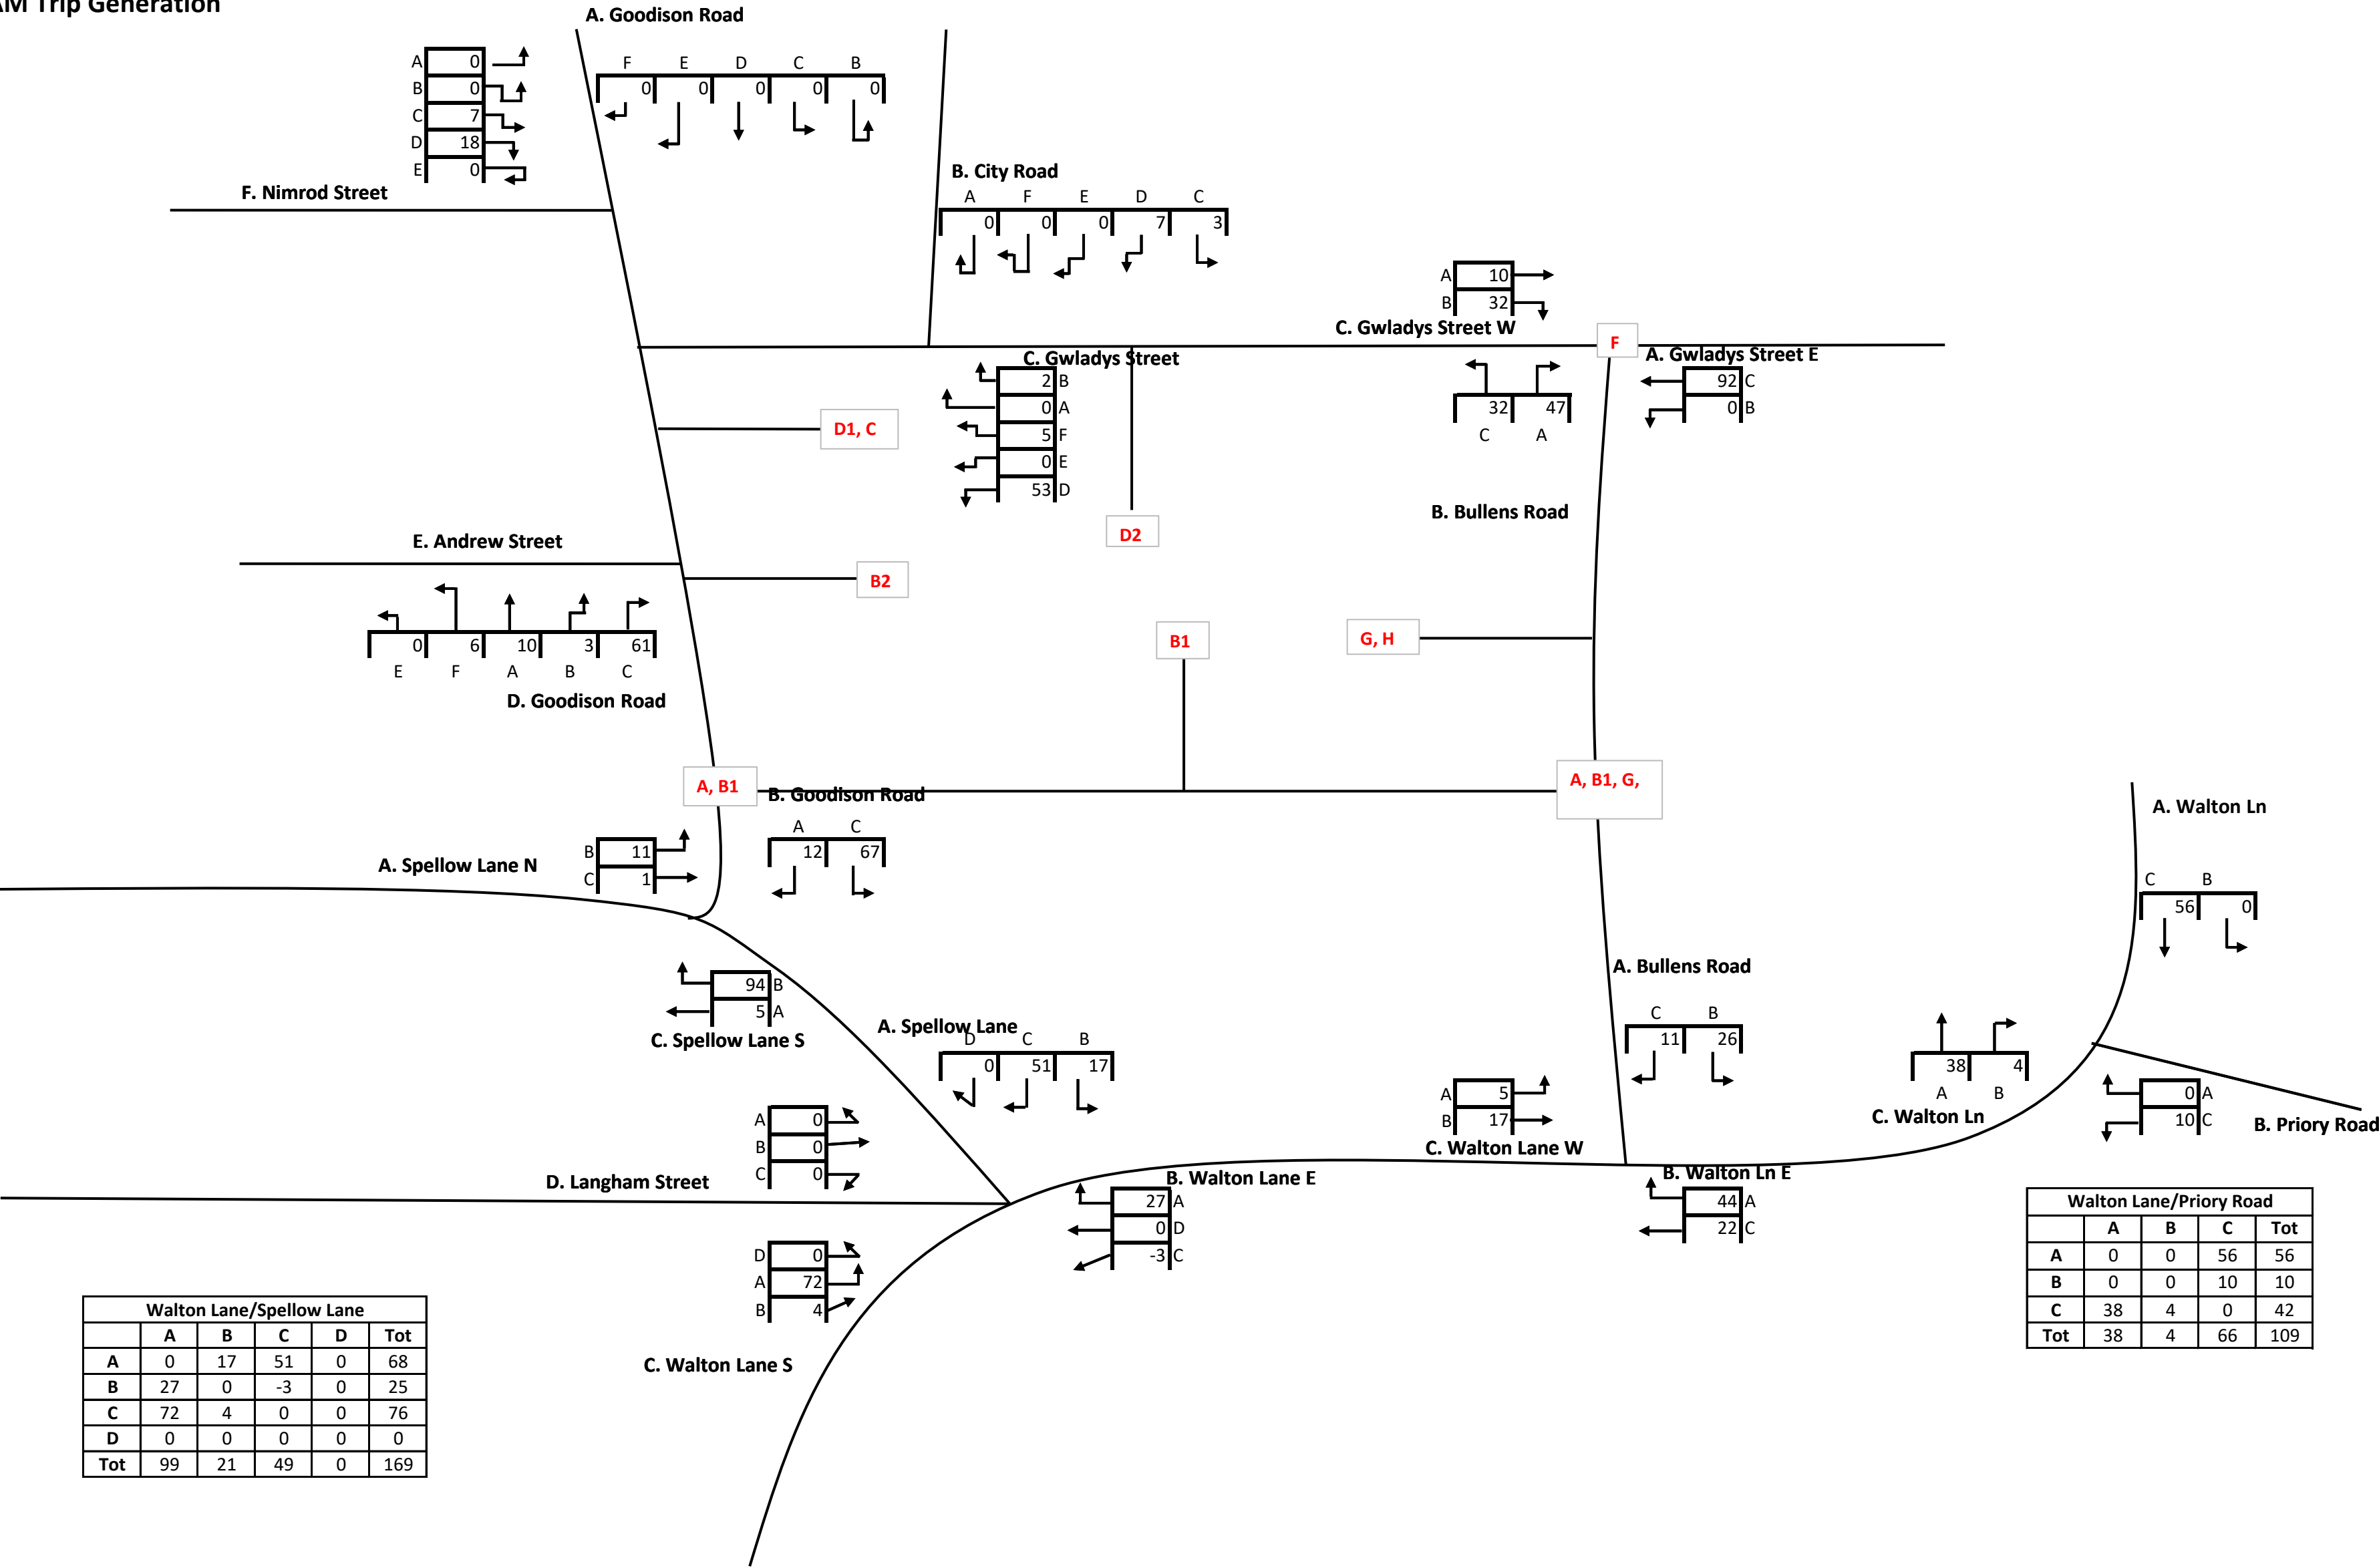 AM Trip Generation
A. Goodison Road
F E D C B
0 0 0 0 0
A 0
B 0
C 7
D 18
E 0
F. Nimrod Street
B. City Road
A F E D C
0 0 0 7 3
A 10
B 32
C. Gwladys Street W
F
A. Gwladys Street E
92 C
0 B
32 47
C A
B. Bullens Road
C. Gwladys Street
2 B
0 A
5 F
0 E
53 D
D1, C
D2
E. Andrew Street
B2
0 6 10 3 61
E F A B C
D. Goodison Road
B1
G, H
A, B1
B. Goodison Road
A C
12 67
A, B1, G,
A. Spellow Lane N
B 11
C 1
94 B
5 A
C. Spellow Lane S
A. Spellow Lane
D C B
0 51 17
A. Walton Ln
C B
56 0
A. Bullens Road
C B
11 26
38 4
A B
C. Walton Ln
0 A
10 C
B. Priory Road
A 5
B 17
C. Walton Lane W
B. Walton Ln E
44 A
22 C
A 0
B 0
C 0
D. Langham Street
B. Walton Lane E
27 A
0 D
-3 C
D 0
A 72
B 4
C. Walton Lane S
Walton Lane/Spellow Lane
A B C D Tot
A 0 17 51 0 68
B 27 0 -3 0 25
C 72 4 0 0 76
D 0 0 0 0 0
Tot 99 21 49 0 169
Walton Lane/Priory Road
A B C Tot
A 0 0 56 56
B 0 0 10 10
C 38 4 0 42
Tot 38 4 66 109